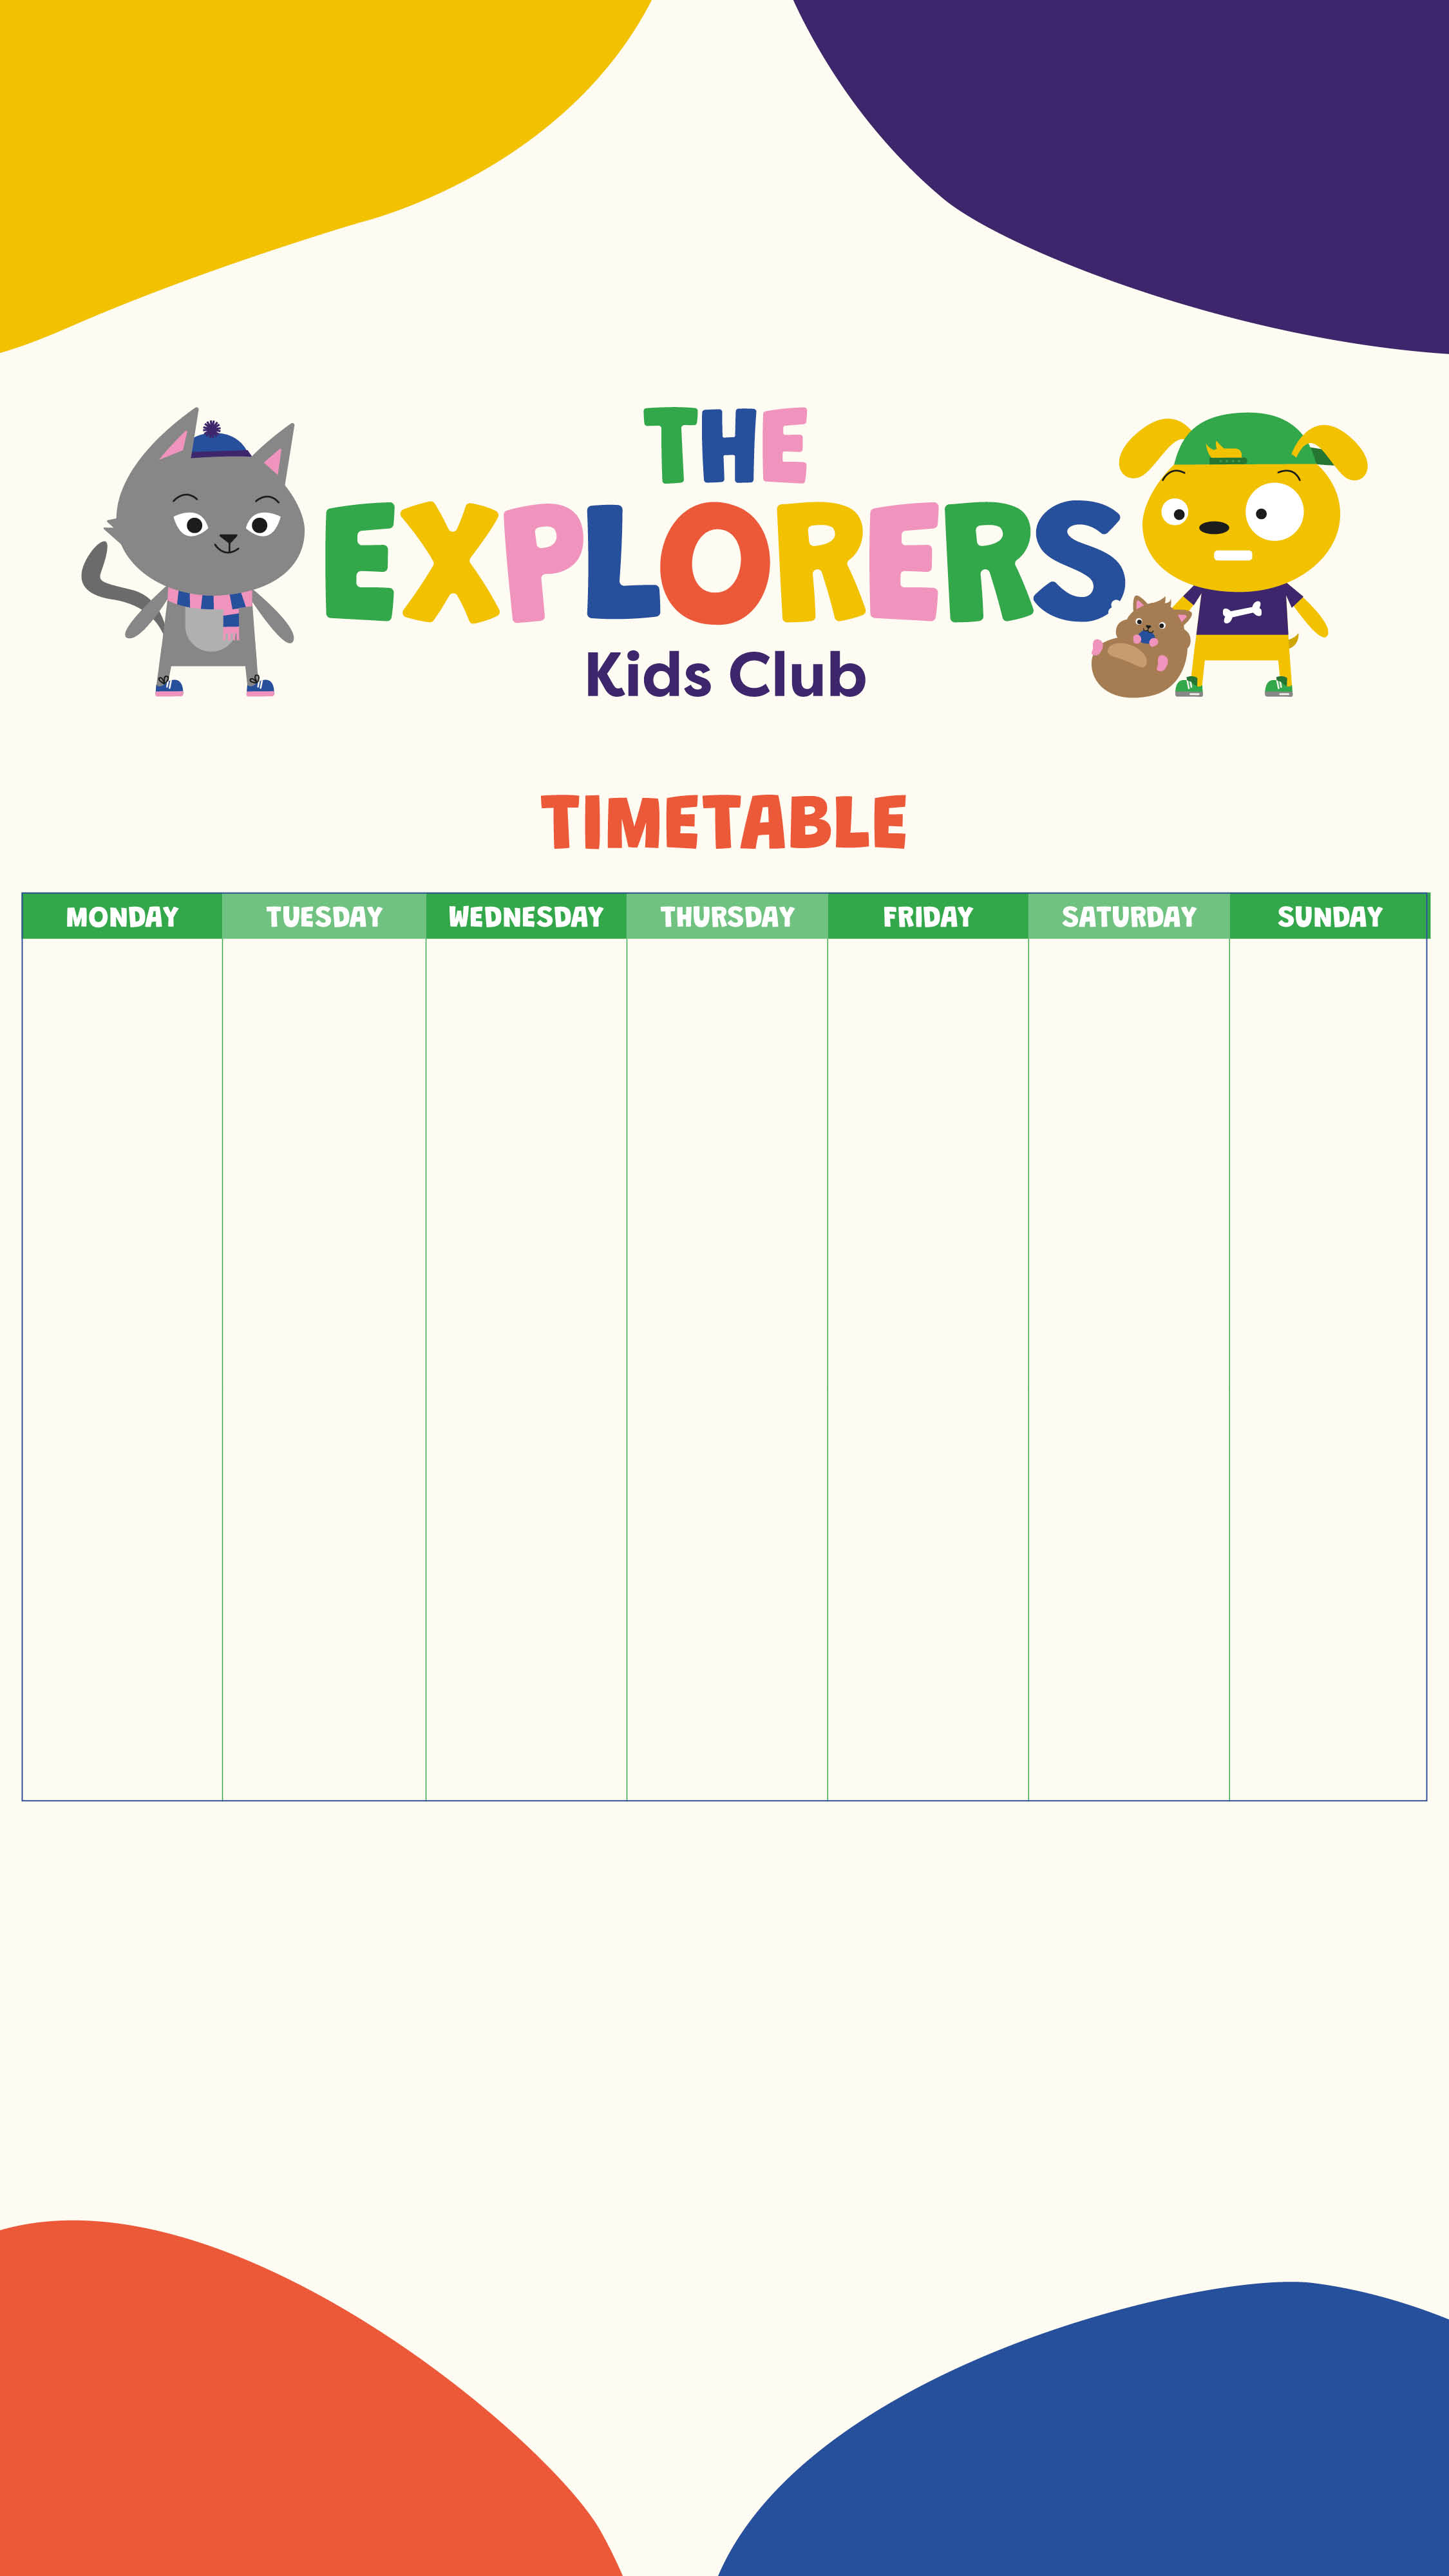 THE
EXPLORERS
Kids Club
TIMETABLE
MONDAY TUESDAY WEDNESDAY THURSDAY FRIDAY SATURDAY SUNDAY